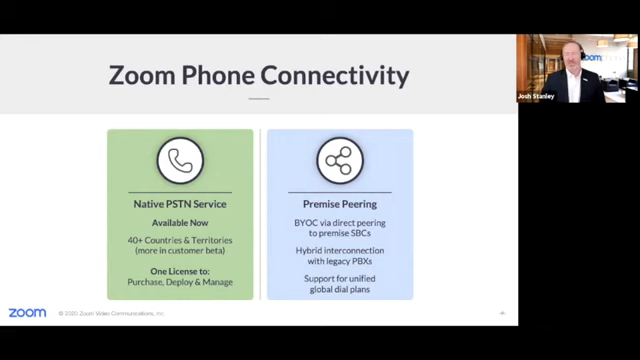 Zoom Phone Connectivity
zoom
Josh Stanley
Native PSTN Service
Available Now
40+ Countries & Territories
(more in customer beta)
One License to:
Purchase, Deploy & Manage
Premise Peering
BYOC via direct peering
to premise SBCs
Hybrid interconnection
with legacy PBXs
Support for unified
global dial plans
zoom
© 2020 Zoom Video Communications, Inc.